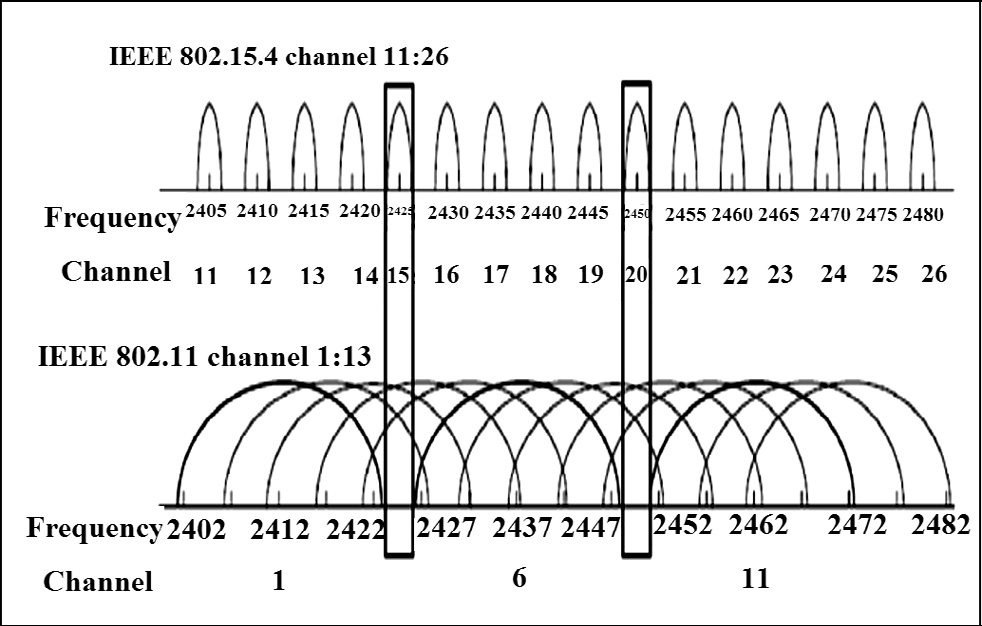 IEEE 802.15.4 channel 11:26
Frequency 2405 2410 2415 2420 2425 2430 2435 2440 2445 2450 2455 2460 2465 2470 2475 2480
Channel 11 12 13 14 15 16 17 18 19 20 21 22 23 24 25 26
IEEE 802.11 channel 1:13
Frequency 2402 2412 2422 2427 2437 2447 2452 2462 2472 2482
Channel 1 6 11